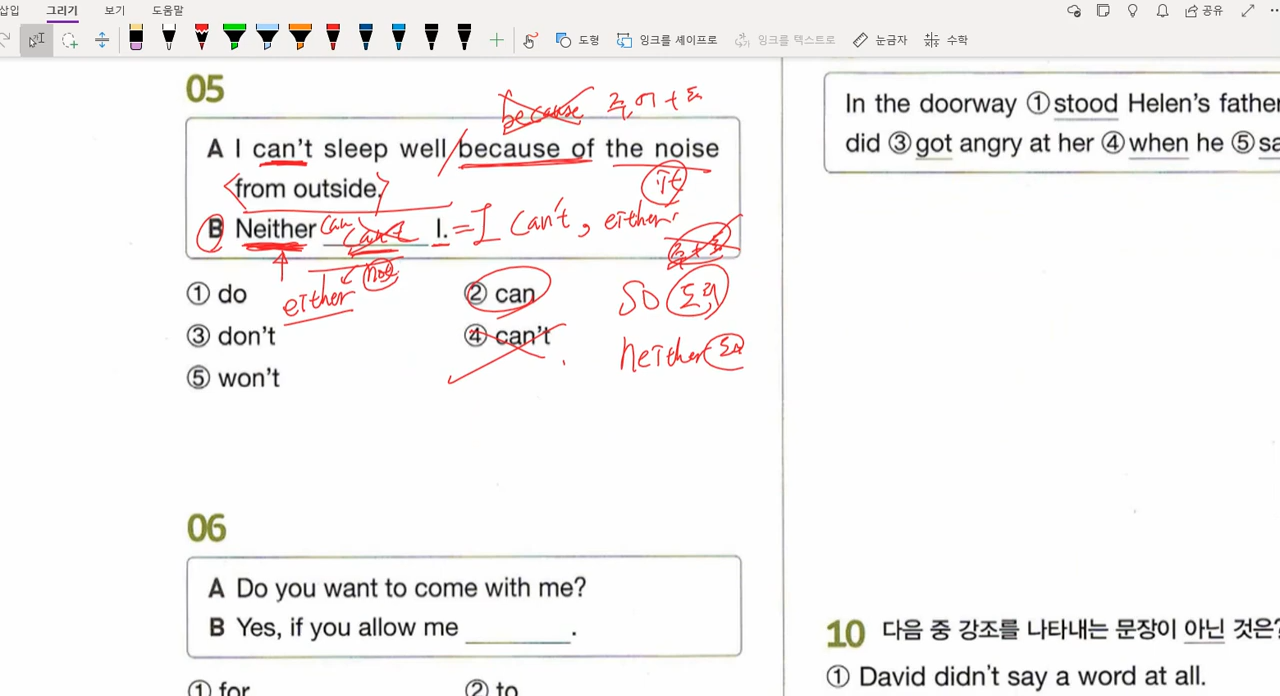 삽입 그리기 보기 도움말
공유
도형 잉크를 셰이프로 잉크를 텍스트로 눈금자 수학
05
because 주어+동
A I can't sleep well because of the noise
from outside.
it
B Neither can can't I. = I can't, either.
주+동
not
either
① do ② can
so 도치
③ don't ④ can't
neither
⑤ won't
06
A Do you want to come with me?
B Yes, if you allow me ________.
① for ② to
In the doorway ① stood Helen's father
did ③ got angry at her ④ when he ⑤ sa
10 다음 중 강조를 나타내는 문장이 아닌 것은?
① David didn't say a word at all.